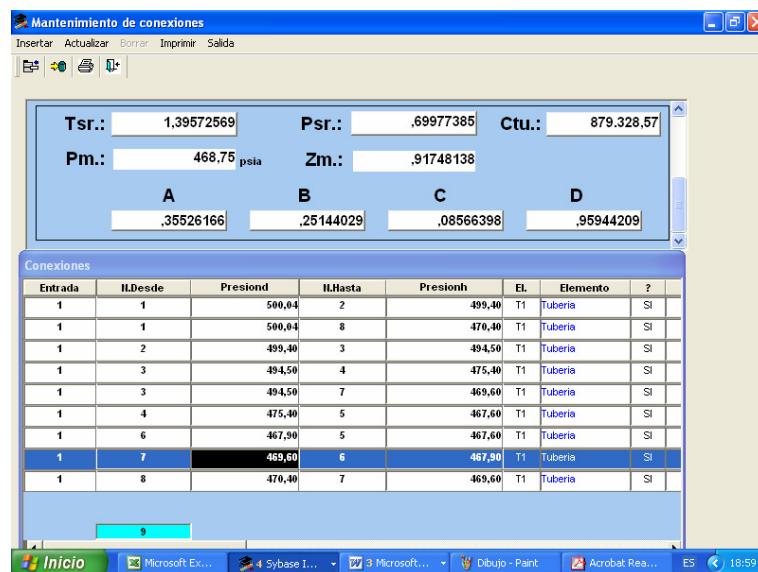 Mantenimiento de conexiones
Insertar Actualizar Borrar Imprimir Salida
Tsr.: 1,39572569 Psr.: ,69977385 Ctu.: 879.328,57
Pm.: 468,75 psia Zm.: ,91748138
A B C D
,35526166 ,25144029 ,08566398 ,95944209
Conexiones
Entrada N.Desde Presiond N.Hasta Presionh El. Elemento ?
1 1 500,04 2 499,40 T1 Tuberia SI
1 1 500,04 8 470,40 T1 Tuberia SI
1 2 499,40 3 494,50 T1 Tuberia SI
1 3 494,50 4 475,40 T1 Tuberia SI
1 3 494,50 7 469,60 T1 Tuberia SI
1 4 475,40 5 467,60 T1 Tuberia SI
1 6 467,90 5 467,60 T1 Tuberia SI
1 7 469,60 6 467,90 T1 Tuberia SI
1 8 470,40 7 469,60 T1 Tuberia SI
9
Inicio Microsoft Ex... 4 Sybase I... 3 Microsoft... Dibujo - Paint Acrobat Rea... ES 18:59